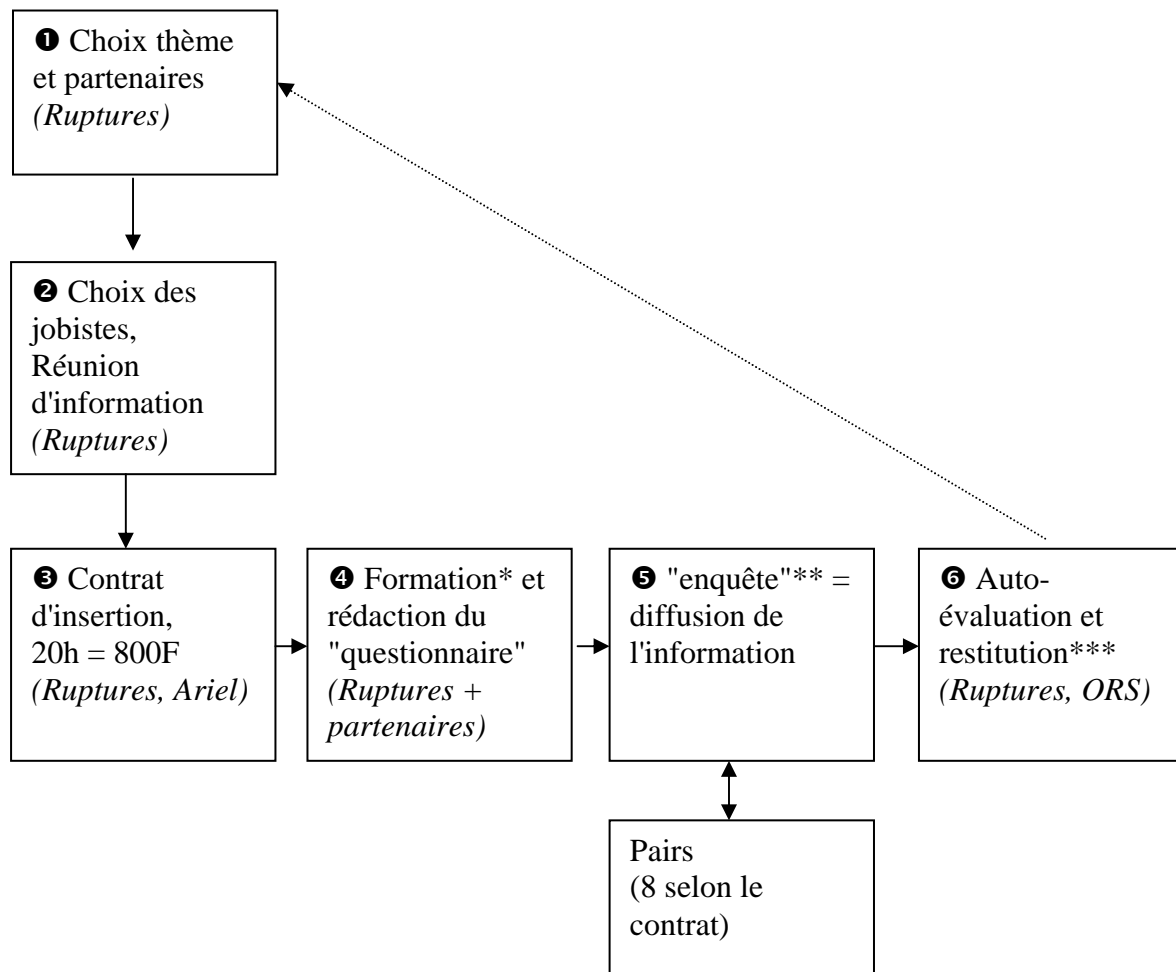 ❶ Choix thème
et partenaires
(Ruptures)
❷ Choix des
jobistes,
Réunion
d'information
(Ruptures)
❸ Contrat
d'insertion,
20h = 800F
(Ruptures, Ariel)
❹ Formation* et
rédaction du
"questionnaire"
(Ruptures +
partenaires)
❺ "enquête"** =
diffusion de
l'information
❻ Auto-
évaluation et
restitution***
(Ruptures, ORS)
Pairs
(8 selon le
contrat)